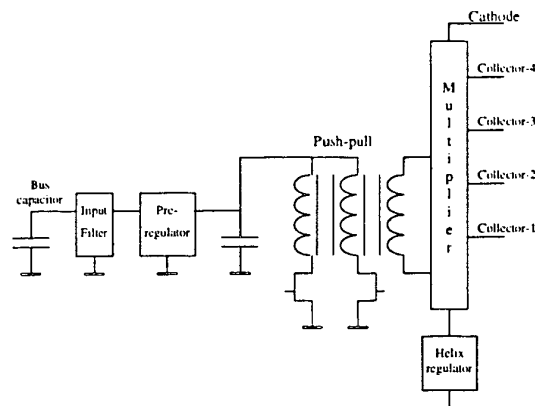 Cathode
Collector-4
Collector-3
Collector-2
Collector-1
Multiplier
Push-pull
Bus
capacitor
Input
Filter
Pre-
regulator
Helix
regulator